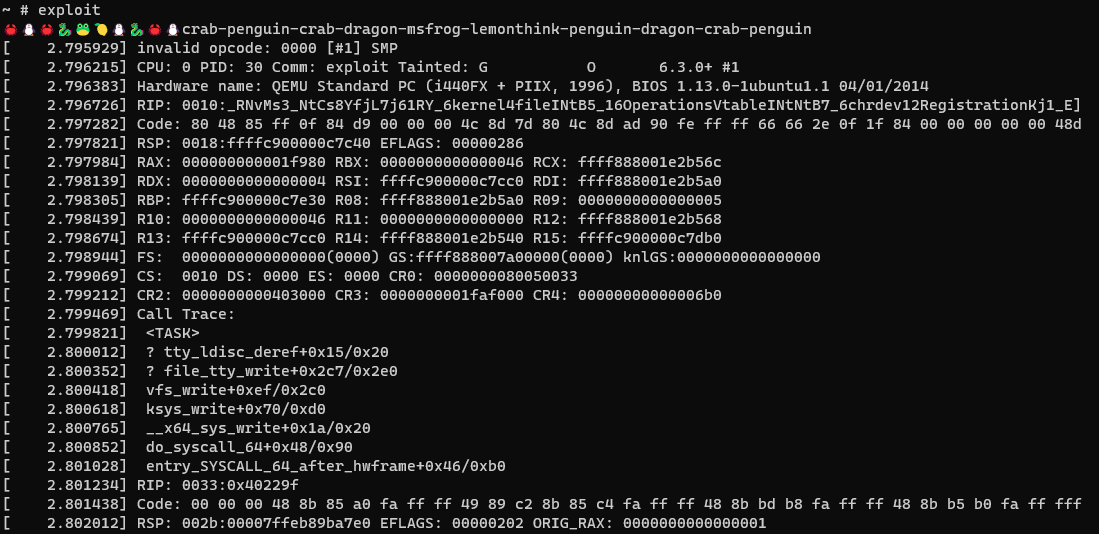 ~ # exploit
🦀🐧🦀🐉🐸🍋🐧🐉🦀🐧crab-penguin-crab-dragon-msfrog-lemonthink-penguin-dragon-crab-penguin
[    2.795929] invalid opcode: 0000 [#1] SMP
[    2.796215] CPU: 0 PID: 30 Comm: exploit Tainted: G           O       6.3.0+ #1
[    2.796383] Hardware name: QEMU Standard PC (i440FX + PIIX, 1996), BIOS 1.13.0-1ubuntu1.1 04/01/2014
[    2.796726] RIP: 0010:_RNvMs3_NtCs8YfjL7j61RY_6kernel4fileINtB5_16OperationsVtableINtNtB7_6chrdev12RegistrationKj1_E]
[    2.797282] Code: 80 48 85 ff 0f 84 d9 00 00 00 4c 8d 7d 80 4c 8d ad 90 fe ff ff 66 66 2e 0f 1f 84 00 00 00 00 00 48d
[    2.797821] RSP: 0018:ffffc900000c7c40 EFLAGS: 00000286
[    2.797984] RAX: 000000000001f980 RBX: 0000000000000046 RCX: ffff888001e2b56c
[    2.798139] RDX: 0000000000000004 RSI: ffffc900000c7cc0 RDI: ffff888001e2b5a0
[    2.798305] RBP: ffffc900000c7e30 R08: ffff888001e2b5a0 R09: 0000000000000005
[    2.798439] R10: 0000000000000046 R11: 0000000000000000 R12: ffff888001e2b568
[    2.798674] R13: ffffc900000c7cc0 R14: ffff888001e2b540 R15: ffffc900000c7db0
[    2.798944] FS:  0000000000000000(0000) GS:ffff888007a00000(0000) knlGS:0000000000000000
[    2.799069] CS:  0010 DS: 0000 ES: 0000 CR0: 0000000080050033
[    2.799212] CR2: 0000000000403000 CR3: 0000000001faf000 CR4: 00000000000006b0
[    2.799469] Call Trace:
[    2.799821]  <TASK>
[    2.800012]  ? tty_ldisc_deref+0x15/0x20
[    2.800352]  ? file_tty_write+0x2c7/0x2e0
[    2.800418]  vfs_write+0xef/0x2c0
[    2.800618]  ksys_write+0x70/0xd0
[    2.800765]  __x64_sys_write+0x1a/0x20
[    2.800852]  do_syscall_64+0x48/0x90
[    2.801028]  entry_SYSCALL_64_after_hwframe+0x46/0xb0
[    2.801234] RIP: 0033:0x40229f
[    2.801438] Code: 00 00 00 48 8b 85 a0 fa ff ff 49 89 c2 8b 85 c4 fa ff ff 48 8b bd b8 fa ff ff 48 8b b5 b0 fa ff fff
[    2.802012] RSP: 002b:00007ffeb89ba7e0 EFLAGS: 00000202 ORIG_RAX: 0000000000000001